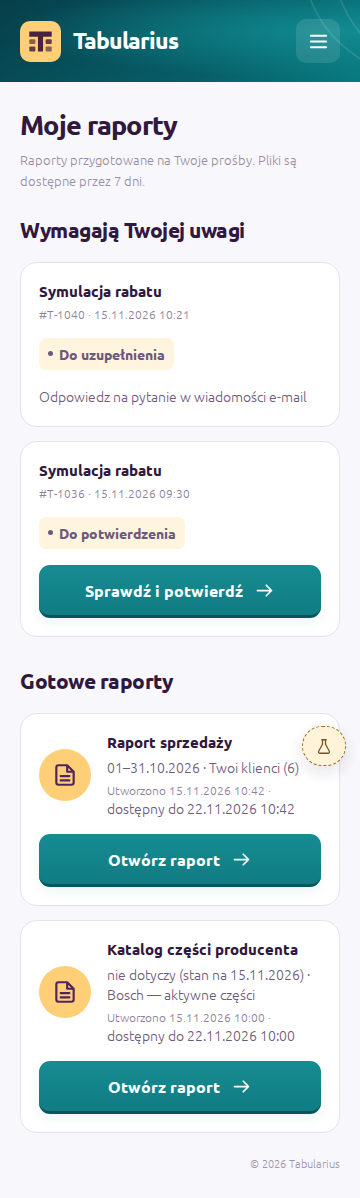 Tabularius
Moje raporty
Raporty przygotowane na Twoje prośby. Pliki są
dostępne przez 7 dni.
Wymagają Twojej uwagi
Symulacja rabatu
#T-1040 · 15.11.2026 10:21
Do uzupełnienia
Odpowiedz na pytanie w wiadomości e-mail
Symulacja rabatu
#T-1036 · 15.11.2026 09:30
Do potwierdzenia
Sprawdź i potwierdź
Gotowe raporty
Raport sprzedaży
01–31.10.2026 · Twoi klienci (6)
Utworzono 15.11.2026 10:42 ·
dostępny do 22.11.2026 10:42
Otwórz raport
Katalog części producenta
nie dotyczy (stan na 15.11.2026) ·
Bosch — aktywne części
Utworzono 15.11.2026 10:00 ·
dostępny do 22.11.2026 10:00
Otwórz raport
© 2026 Tabularius